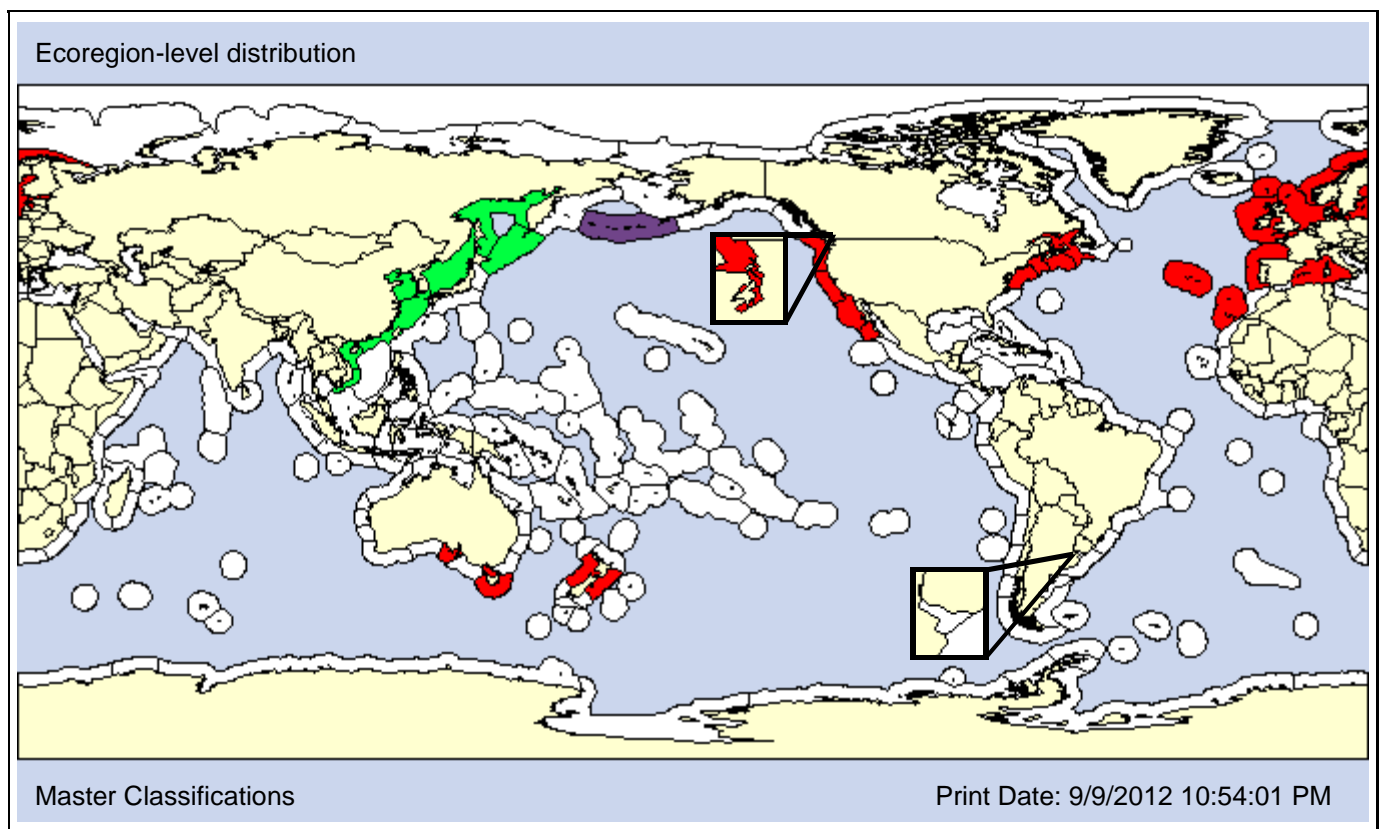 Ecoregion-level distribution
Master Classifications
Print Date: 9/9/2012 10:54:01 PM